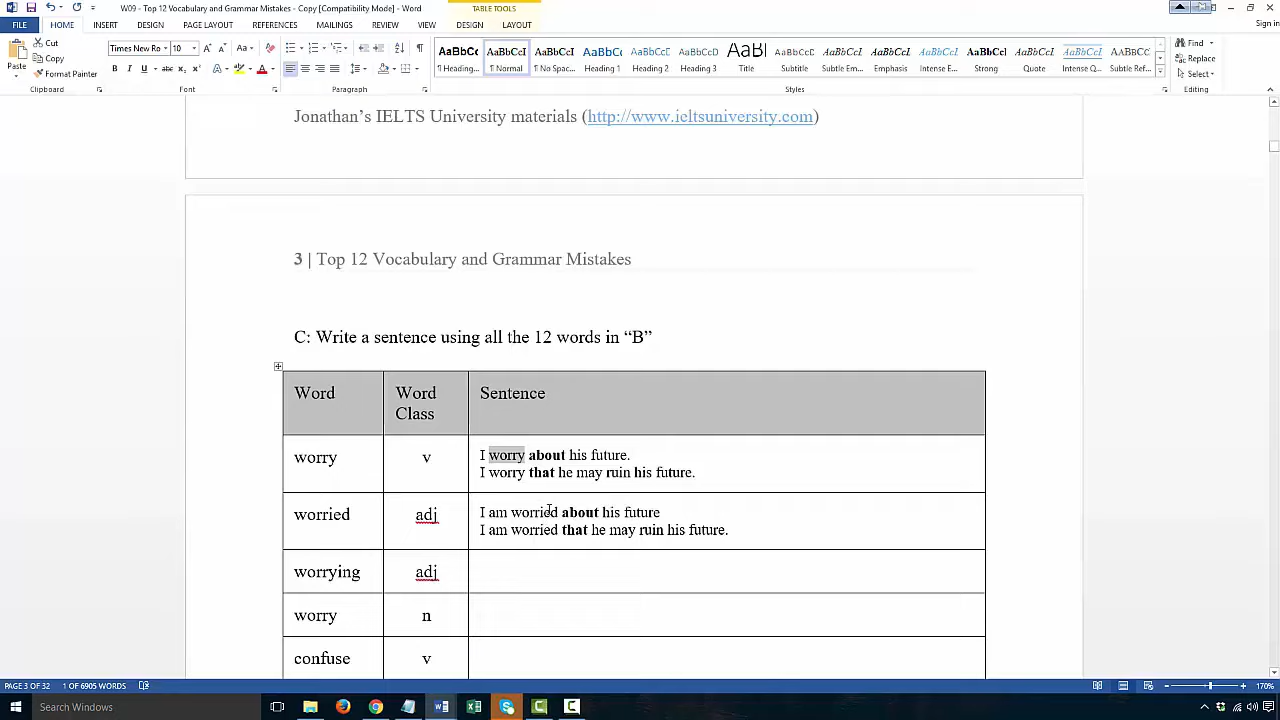 W09 - Top 12 Vocabulary and Grammar Mistakes - Copy [Compatibility Mode] - Word
TABLE TOOLS
Sign in
FILE HOME INSERT DESIGN PAGE LAYOUT REFERENCES MAILINGS REVIEW VIEW DESIGN LAYOUT
Paste
Cut
Copy
Format Painter
Clipboard
Times New Ro 10
Font
Paragraph
¶ Heading...
¶ Normal
¶ No Spac...
Heading 1
Heading 2
Heading 3
Title
Subtitle
Subtle Em...
Emphasis
Intense E...
Strong
Quote
Intense Q...
Subtle Ref...
Styles
Find
Replace
Select
Editing
Jonathan's IELTS University materials (http://www.ieltsuniversity.com)
3 | Top 12 Vocabulary and Grammar Mistakes
C: Write a sentence using all the 12 words in “B”
Word Word Class Sentence
worry v I worry about his future.
I worry that he may ruin his future.
worried adj I am worried about his future
I am worried that he may ruin his future.
worrying adj
worry n
confuse v
PAGE 3 OF 32 1 OF 6905 WORDS 170%
Search Windows